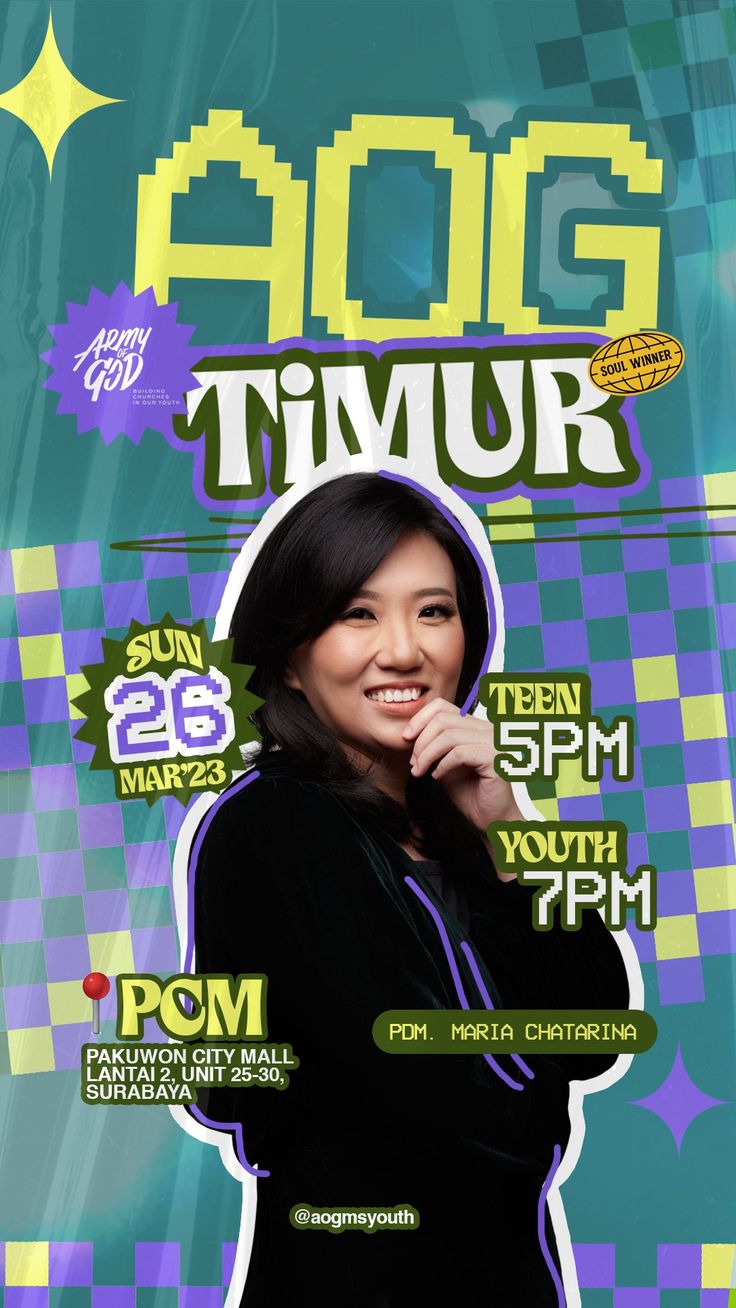 AOG
ARMY
OF
GOD
BUILDING
CHURCHES
IN OUR YOUTH
TiMUR
SOUL WINNER
SUN
26
MAR'23
TEEN
5PM
YOUTH
7PM
PCM
PAKUWON CITY MALL
LANTAI 2, UNIT 25-30,
SURABAYA
PDM. MARIA CHATARINA
@aogmsyouth